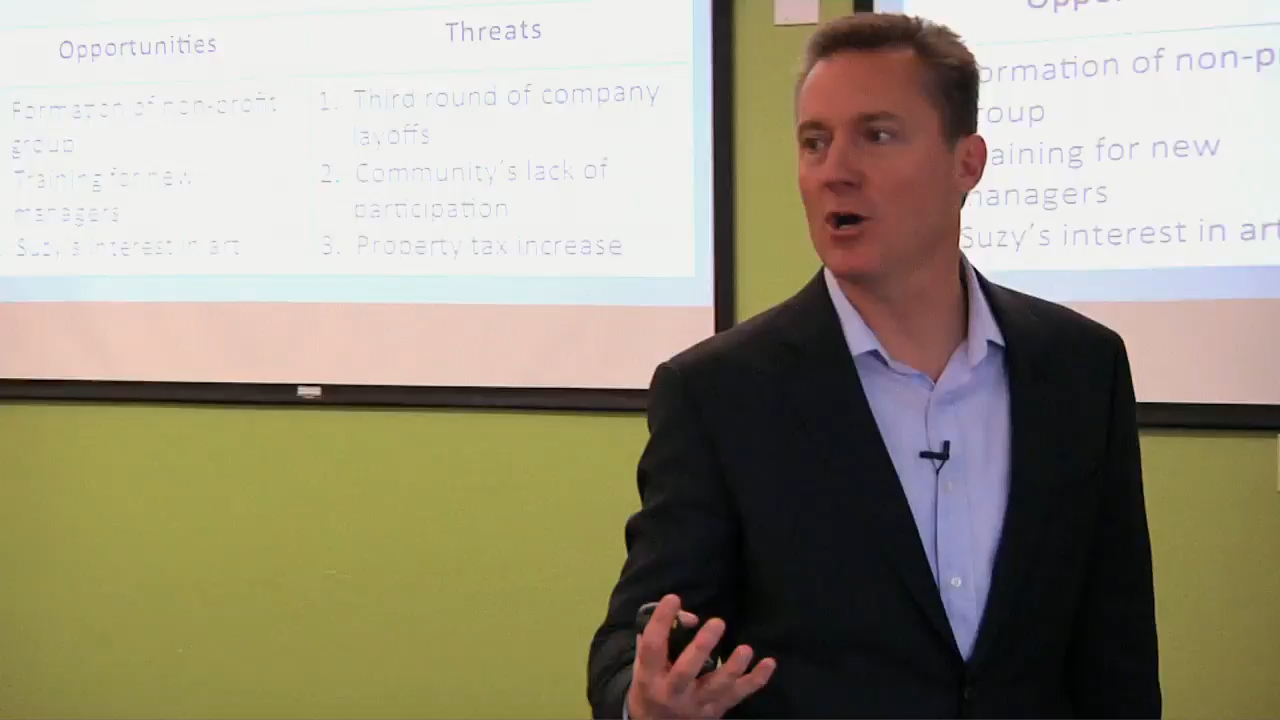 Opportunities
Formation of non-profit
group
Training for new
managers
Suzy's interest in art
Threats
1. Third round of company
layoffs
2. Community's lack of
participation
3. Property tax increase
Oppor
ormation of non-p
roup
aining for new
anagers
Suzy's interest in art